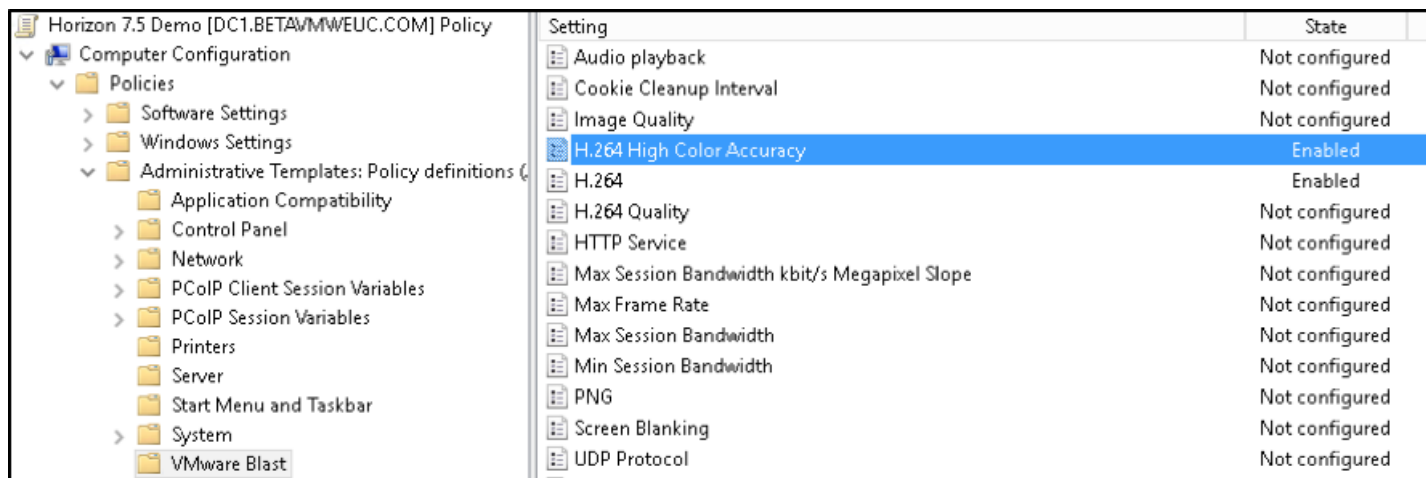 Horizon 7.5 Demo [DC1.BETAVMWEUC.COM] Policy
Computer Configuration
Policies
Software Settings
Windows Settings
Administrative Templates: Policy definitions (
Application Compatibility
Control Panel
Network
PCoIP Client Session Variables
PCoIP Session Variables
Printers
Server
Start Menu and Taskbar
System
VMware Blast
Setting State
Audio playback Not configured
Cookie Cleanup Interval Not configured
Image Quality Not configured
H.264 High Color Accuracy Enabled
H.264 Enabled
H.264 Quality Not configured
HTTP Service Not configured
Max Session Bandwidth kbit/s Megapixel Slope Not configured
Max Frame Rate Not configured
Max Session Bandwidth Not configured
Min Session Bandwidth Not configured
PNG Not configured
Screen Blanking Not configured
UDP Protocol Not configured